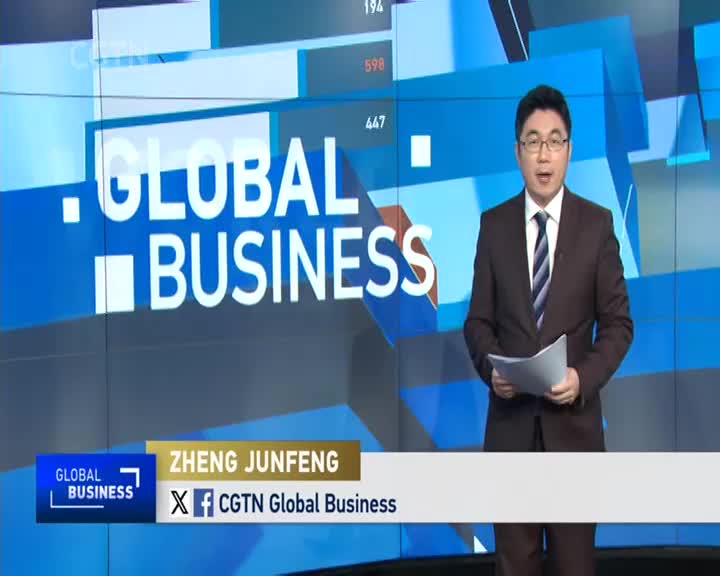 194
CGTN
598
447
GLOBAL
BUSINESS
ZHENG JUNFENG
GLOBAL
BUSINESS
X f CGTN Global Business